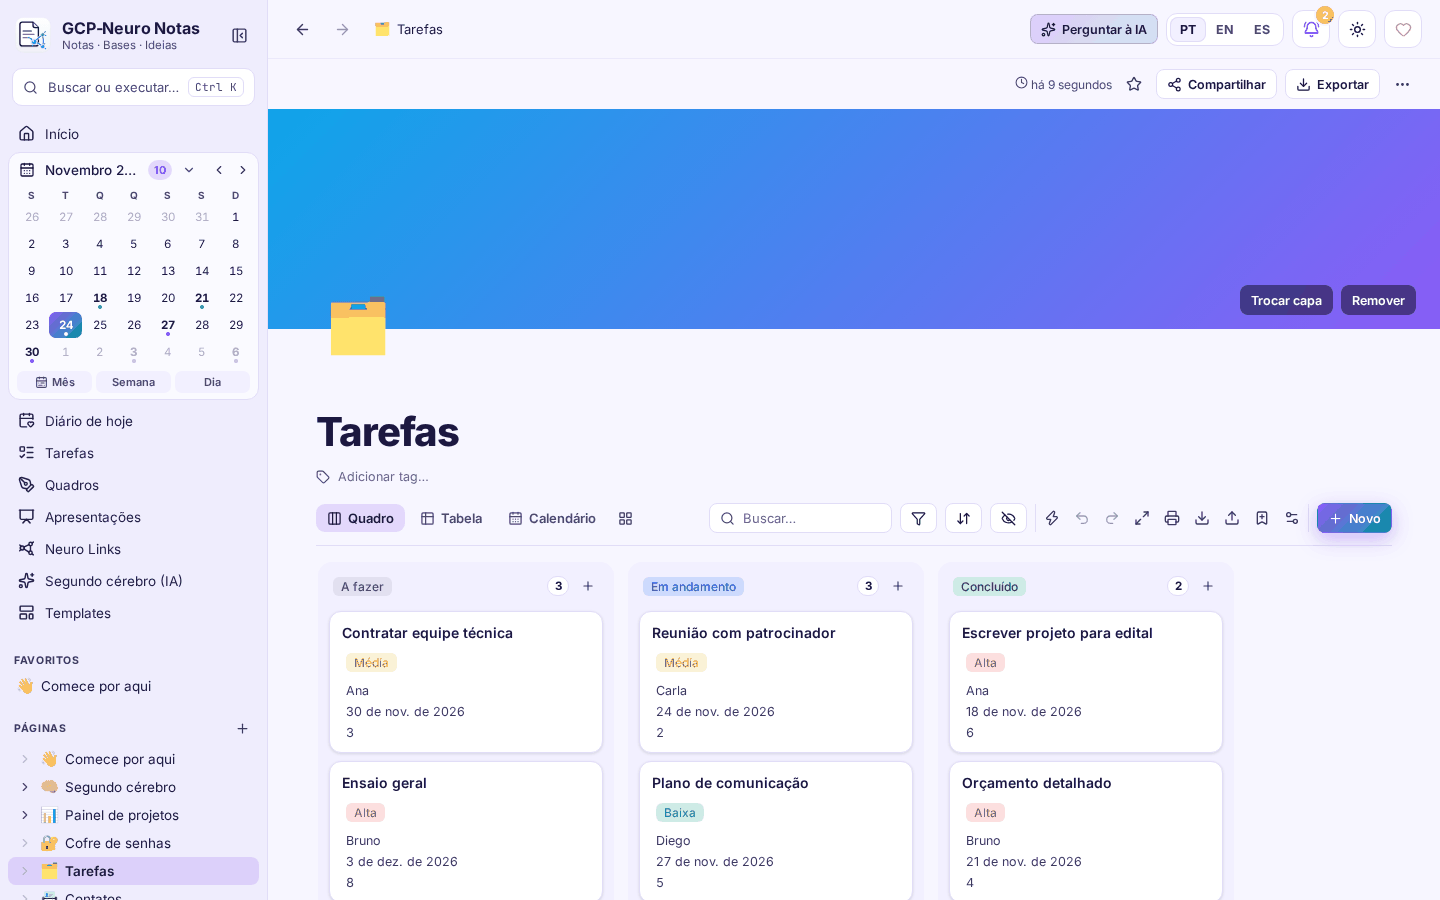 GCP-Neuro Notas
Notas · Bases · Ideias
Buscar ou executar... Ctrl K
Início
Novembro 2... 10
S T Q Q S S D
26 27 28 29 30 31 1
2 3 4 5 6 7 8
9 10 11 12 13 14 15
16 17 18 19 20 21 22
23 24 25 26 27 28 29
30 1 2 3 4 5 6
Mês Semana Dia
Diário de hoje
Tarefas
Quadros
Apresentações
Neuro Links
Segundo cérebro (IA)
Templates
FAVORITOS
Comece por aqui
PÁGINAS
Comece por aqui
Segundo cérebro
Painel de projetos
Cofre de senhas
Tarefas
Contatos
Tarefas
Perguntar à IA
PT EN ES
2
há 9 segundos
Compartilhar
Exportar
Trocar capa
Remover
Tarefas
Adicionar tag...
Quadro Tabela Calendário
Buscar...
Novo
A fazer 3
Contratar equipe técnica
Média
Ana
30 de nov. de 2026
3
Ensaio geral
Alta
Bruno
3 de dez. de 2026
8
Em andamento 3
Reunião com patrocinador
Média
Carla
24 de nov. de 2026
2
Plano de comunicação
Baixa
Diego
27 de nov. de 2026
5
Concluído 2
Escrever projeto para edital
Alta
Ana
18 de nov. de 2026
6
Orçamento detalhado
Alta
Bruno
21 de nov. de 2026
4